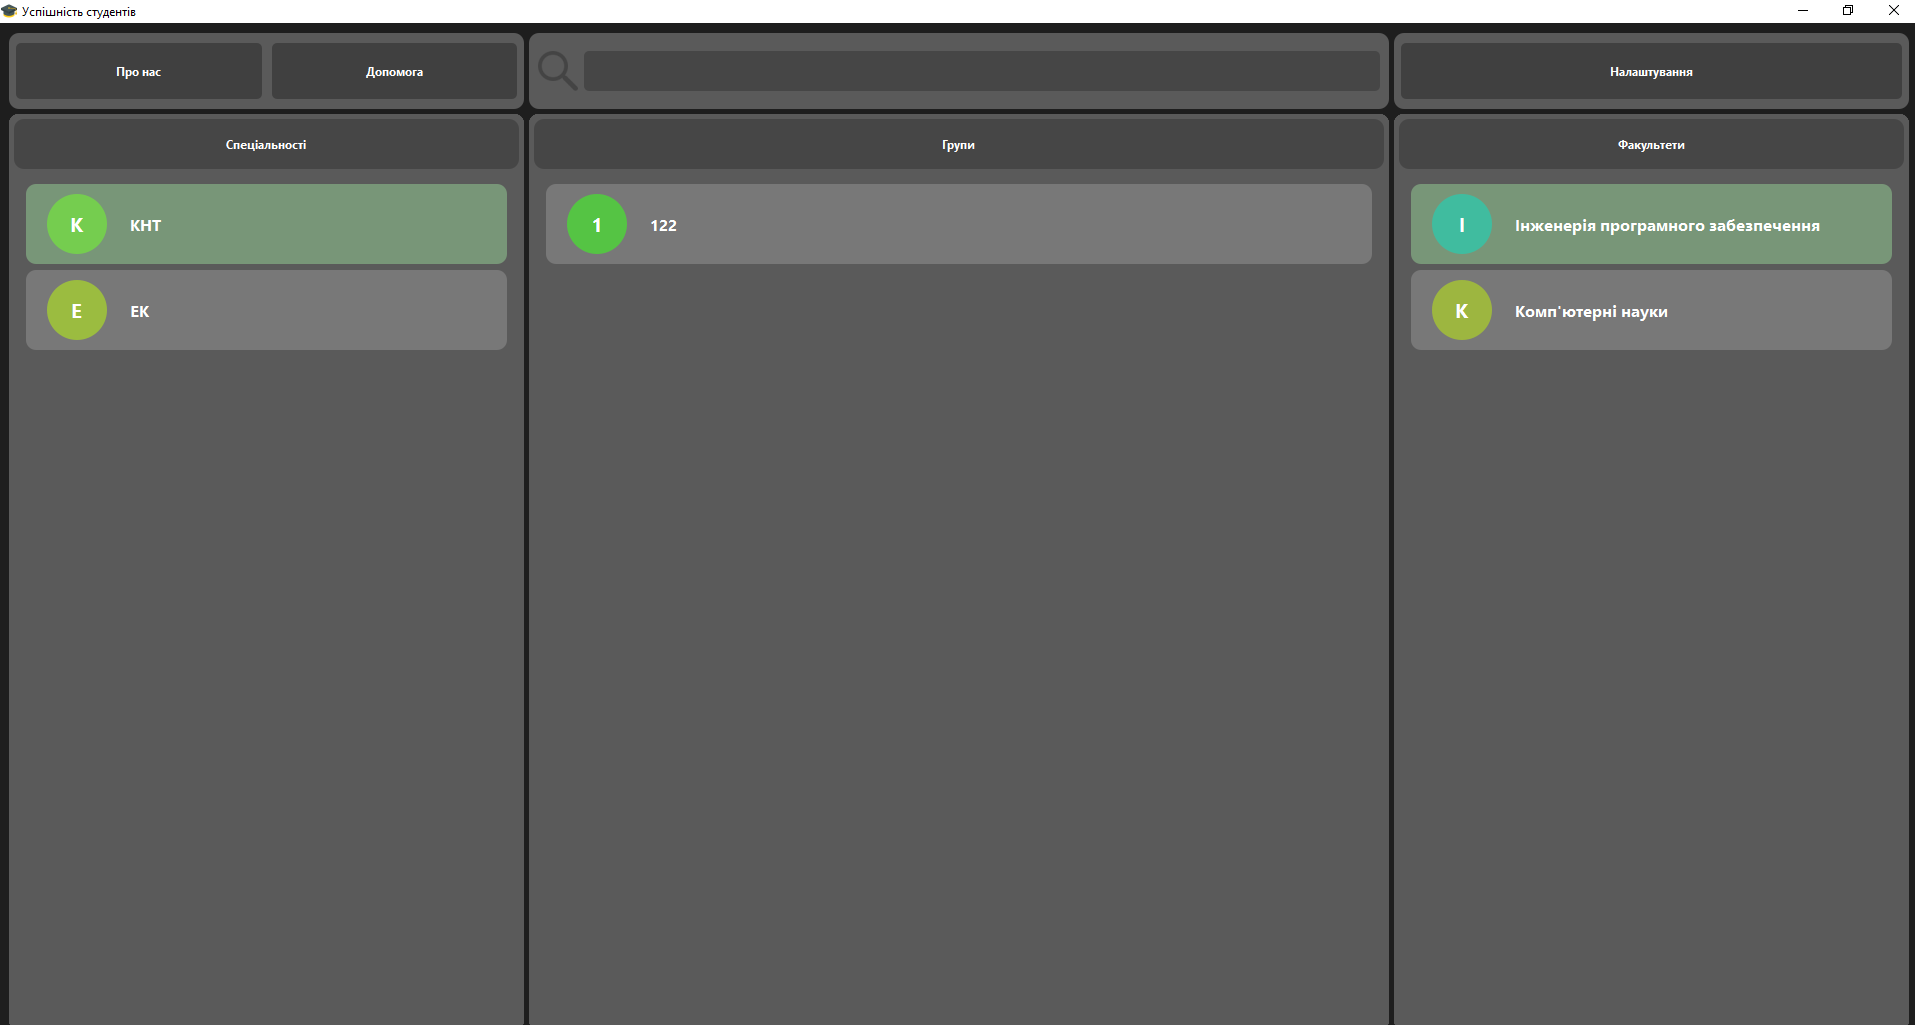 Успішність студентів
Про нас
Допомога
Налаштування
Спеціальності
Групи
Факультети
К
КНТ
Е
ЕК
1
122
І
Інженерія програмного забезпечення
К
Комп'ютерні науки